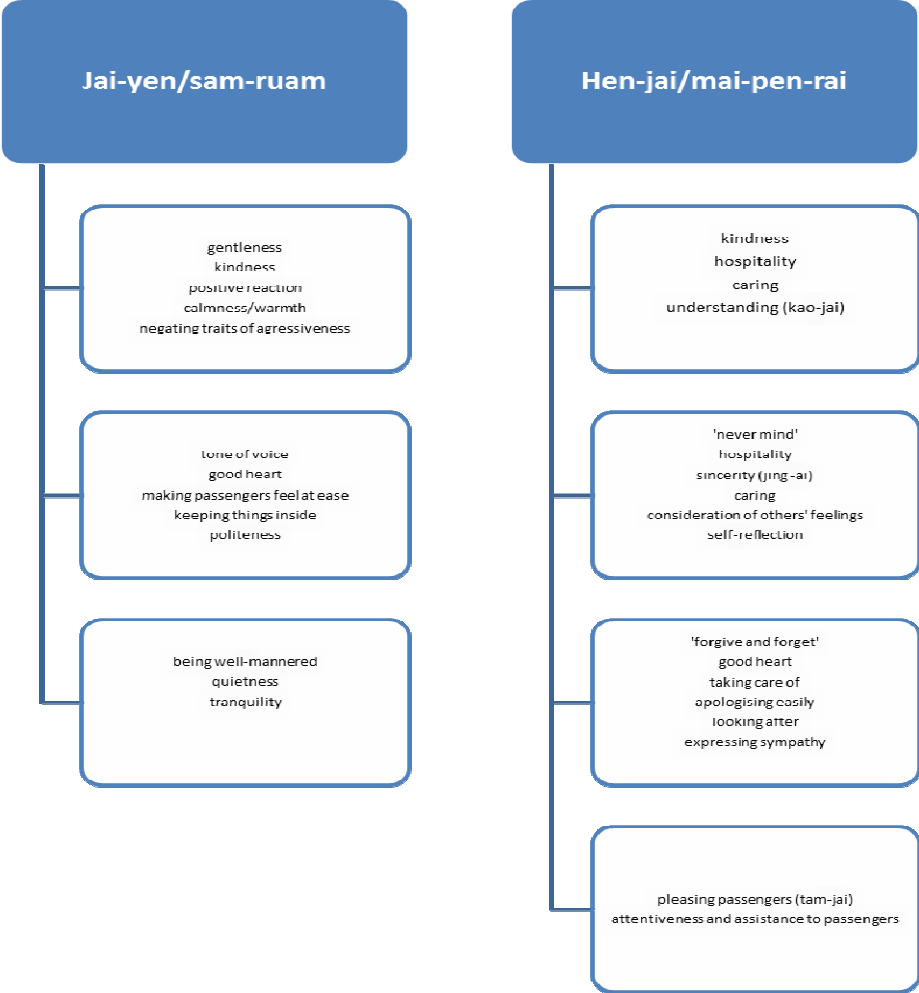 Jai-yen/sam-ruam
gentleness
kindness
positive reaction
calmness/warmth
negating traits of agressiveness
tone of voice
good heart
making passengers feel at ease
keeping things inside
politeness
being well-mannered
quietness
tranquility
Hen-jai/mai-pen-rai
kindness
hospitality
caring
understanding (kao-jai)
'never mind'
hospitality
sincerity (jing -ai)
caring
consideration of others' feelings
self-reflection
'forgive and forget'
good heart
taking care of
apologising easily
looking after
expressing sympathy
pleasing passengers (tam-jai)
attentiveness and assistance to passengers